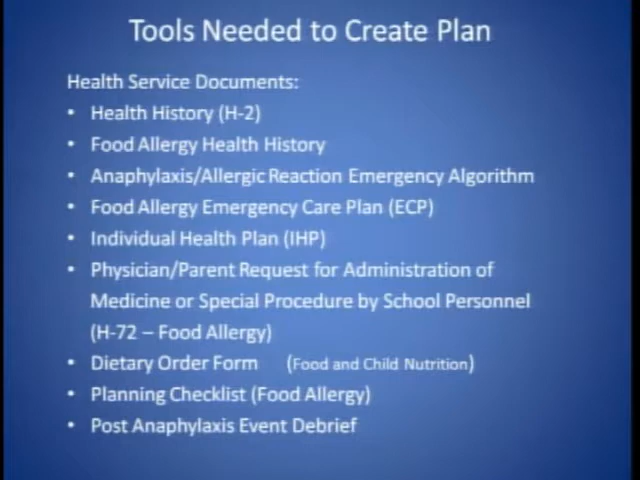 Tools Needed to Create Plan
Health Service Documents:
• Health History (H-2)
• Food Allergy Health History
• Anaphylaxis/Allergic Reaction Emergency Algorithm
• Food Allergy Emergency Care Plan (ECP)
• Individual Health Plan (IHP)
• Physician/Parent Request for Administration of
Medicine or Special Procedure by School Personnel
(H-72 – Food Allergy)
• Dietary Order Form (Food and Child Nutrition)
• Planning Checklist (Food Allergy)
• Post Anaphylaxis Event Debrief